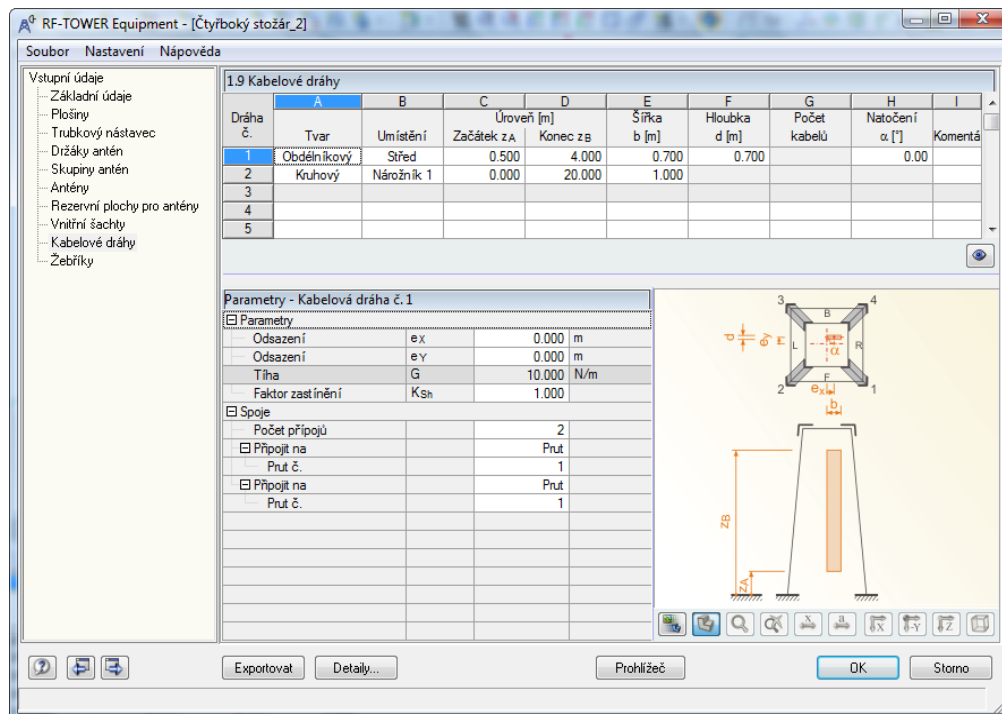 RF-TOWER Equipment - [Čtyřboký stožár_2]
Soubor Nastavení Nápověda
Vstupní údaje
Základní údaje
Plošiny
Trubkový nástavec
Držáky antén
Skupiny antén
Antény
Rezervní plochy pro antény
Vnitřní šachty
Kabelové dráhy
Žebříky
1.9 Kabelové dráhy
A B C D E F G H I
Dráha Úroveň [m] Šířka Hloubka Počet Natočení
č. Tvar Umístění Začátek zA Konec zB b [m] d [m] kabelů α [°] Komentá
1 Obdélníkový Střed 0.500 4.000 0.700 0.700 0.00
2 Kruhový Nárožník 1 0.000 20.000 1.000
3
4
5
Parametry - Kabelová dráha č. 1
Parametry
Odsazení eX 0.000 m
Odsazení eY 0.000 m
Tíha G 10.000 N/m
Faktor zastínění KSh 1.000
Spoje
Počet přípojů 2
Připojit na Prut
Prut č. 1
Připojit na Prut
Prut č. 1
3 4
B
d ey L R
α
F
2 ex 1
b
zB
zA
x a X -Y Z
Exportovat Detaily... Prohlížeč OK Storno